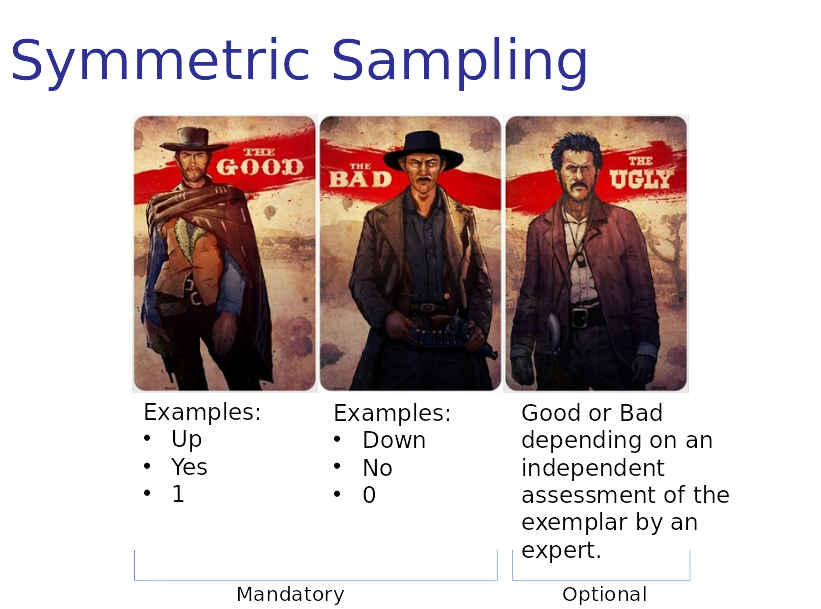 Symmetric Sampling
THE
GOOD
THE
BAD
THE
UGLY
Examples:
• Up
• Yes
• 1
Examples:
• Down
• No
• 0
Good or Bad
depending on an
independent
assessment of the
exemplar by an
expert.
Mandatory
Optional